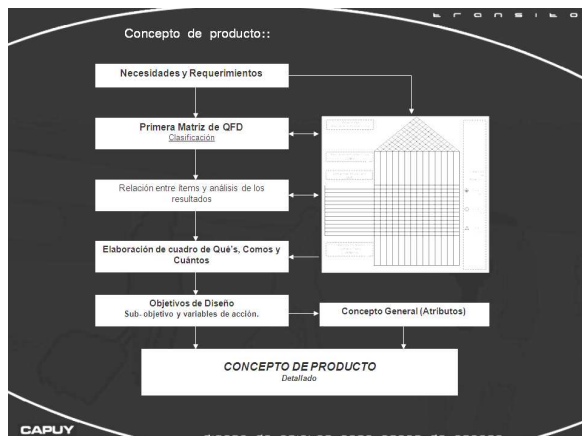 transiko
Concepto de producto::
Necesidades y Requerimientos
Primera Matriz de QFD
Clasificación
Relación entre ítems y análisis de los
resultados
Elaboración de cuadro de Qué's, Comos y
Cuántos
Objetivos de Diseño
Sub- objetivo y variables de acción.
Concepto General (Atributos)
CONCEPTO DE PRODUCTO
Detallado
CAPUY